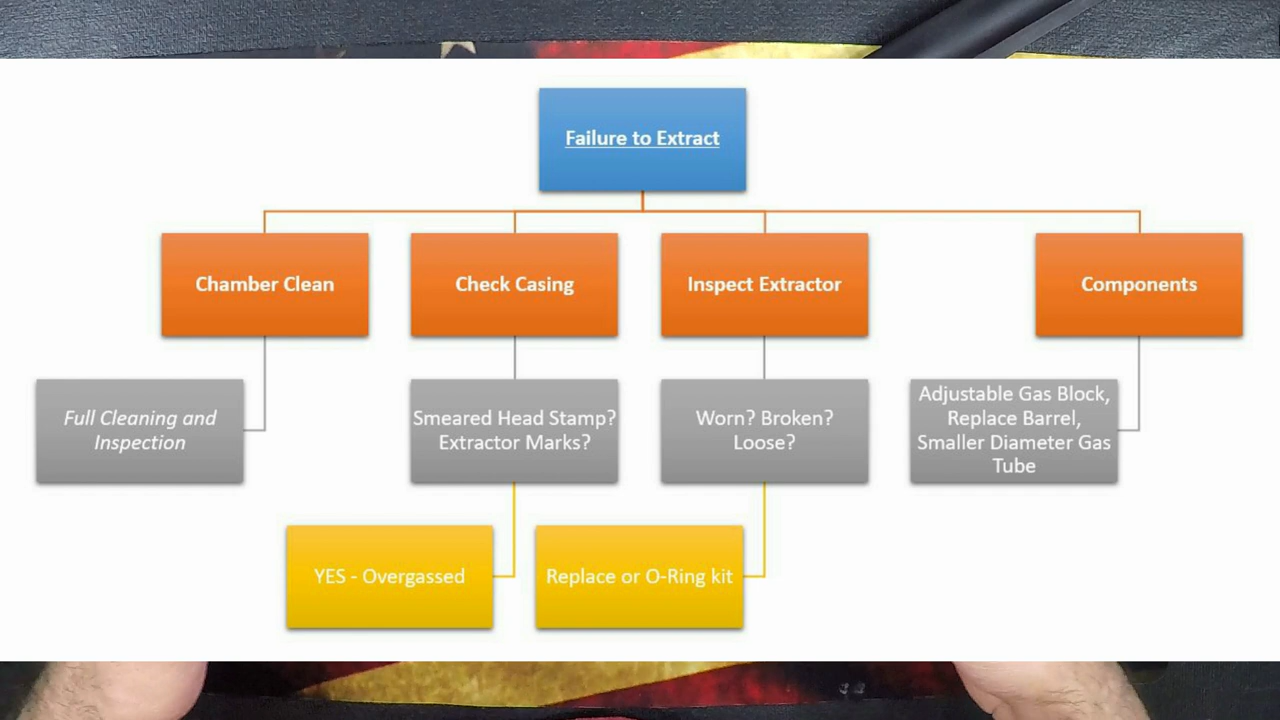 Failure to Extract
Chamber Clean
Check Casing
Inspect Extractor
Components
Full Cleaning and
Inspection
Smeared Head Stamp?
Extractor Marks?
Worn? Broken?
Loose?
Adjustable Gas Block,
Replace Barrel,
Smaller Diameter Gas
Tube
YES - Overgassed
Replace or O-Ring kit